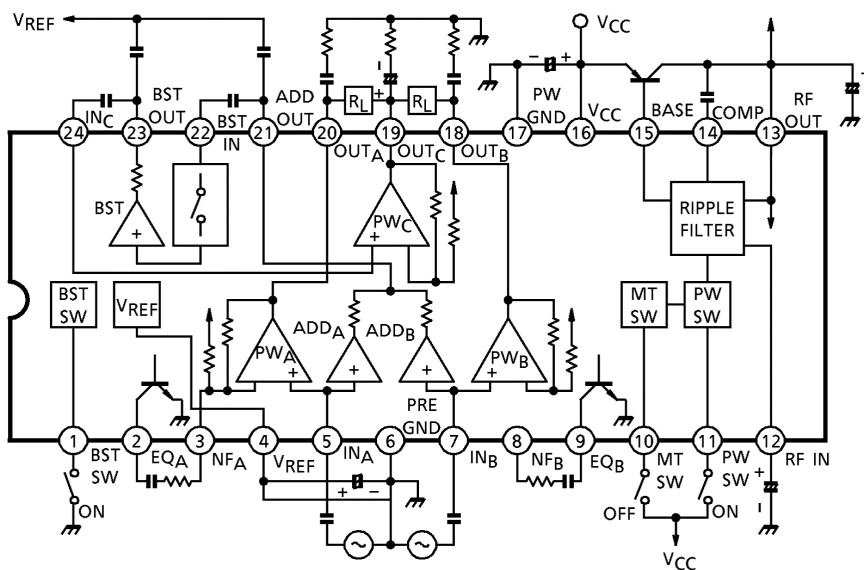 VREF
VCC
RL
RL
24
INC
23
BST
OUT
22
BST
IN
21
ADD
OUT
20
OUTA
19
OUTC
18
OUTB
17
PW
GND
16
VCC
15
BASE
14
COMP
13
RF
OUT
BST
PWC
RIPPLE
FILTER
BST
SW
VREF
MT
SW
PW
SW
PWA
ADDA
ADDB
PWB
PRE
GND
1
BST
SW
2
EQA
3
NFA
4
VREF
5
INA
6
7
INB
8
NFB
9
EQB
10
MT
SW
11
PW
SW
12
RF IN
ON
OFF
ON
VCC